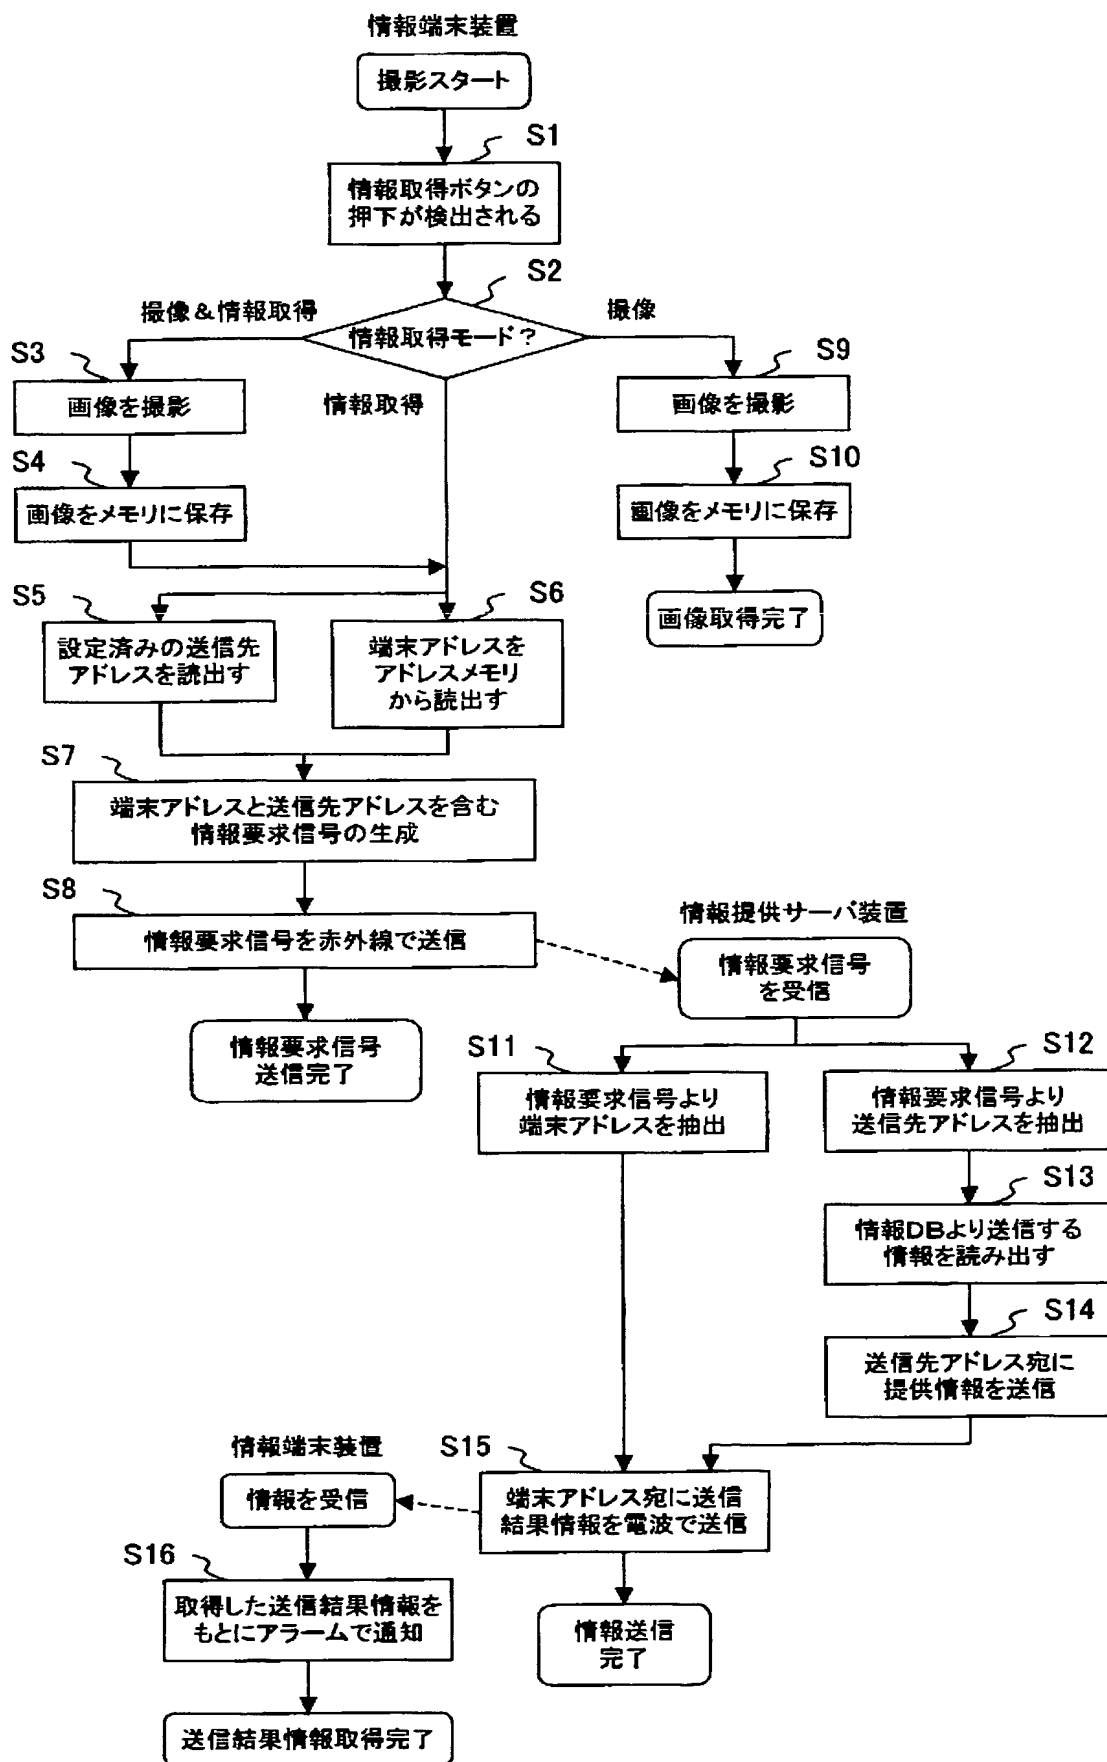 情報端末装置
撮影スタート
S1
情報取得ボタンの
押下が検出される
S2
撮像＆情報取得
情報取得モード？
撮像
情報取得
S3
画像を撮影
S4
画像をメモリに保存
S9
画像を撮影
S10
画像をメモリに保存
画像取得完了
S5
設定済みの送信先
アドレスを読出す
S6
端末アドレスを
アドレスメモリ
から読出す
S7
端末アドレスと送信先アドレスを含む
情報要求信号の生成
S8
情報要求信号を赤外線で送信
情報要求信号
送信完了
情報提供サーバ装置
情報要求信号
を受信
S11
情報要求信号より
端末アドレスを抽出
S12
情報要求信号より
送信先アドレスを抽出
S13
情報DBより送信する
情報を読み出す
S14
送信先アドレス宛に
提供情報を送信
S15
端末アドレス宛に送信
結果情報を電波で送信
情報送信
完了
情報端末装置
情報を受信
S16
取得した送信結果情報を
もとにアラームで通知
送信結果情報取得完了